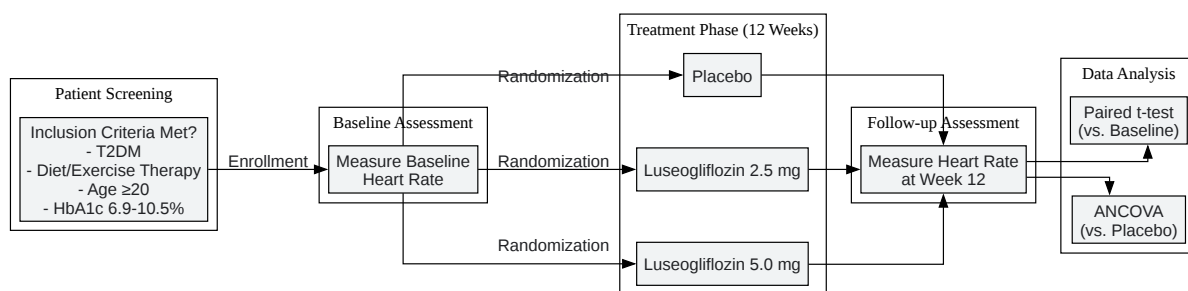 Patient Screening
Inclusion Criteria Met?
- T2DM
- Diet/Exercise Therapy
- Age ≥20
- HbA1c 6.9-10.5%
Enrollment
Baseline Assessment
Measure Baseline
Heart Rate
Randomization
Randomization
Randomization
Treatment Phase (12 Weeks)
Placebo
Luseogliflozin 2.5 mg
Luseogliflozin 5.0 mg
Follow-up Assessment
Measure Heart Rate
at Week 12
Data Analysis
Paired t-test
(vs. Baseline)
ANCOVA
(vs. Placebo)